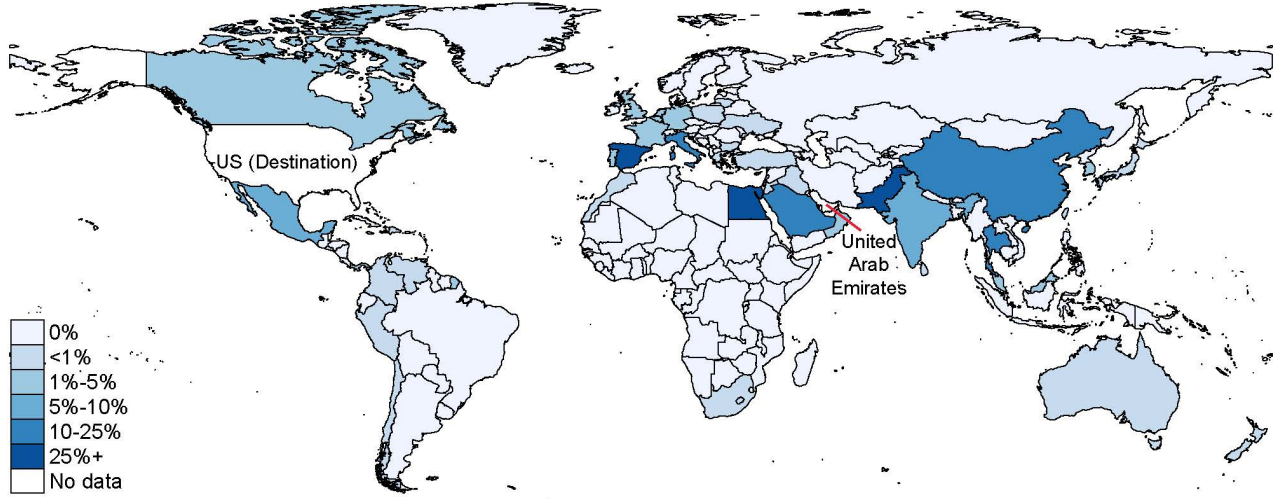 US (Destination)
United
Arab
Emirates
0%
<1%
1%-5%
5%-10%
10-25%
25%+
No data